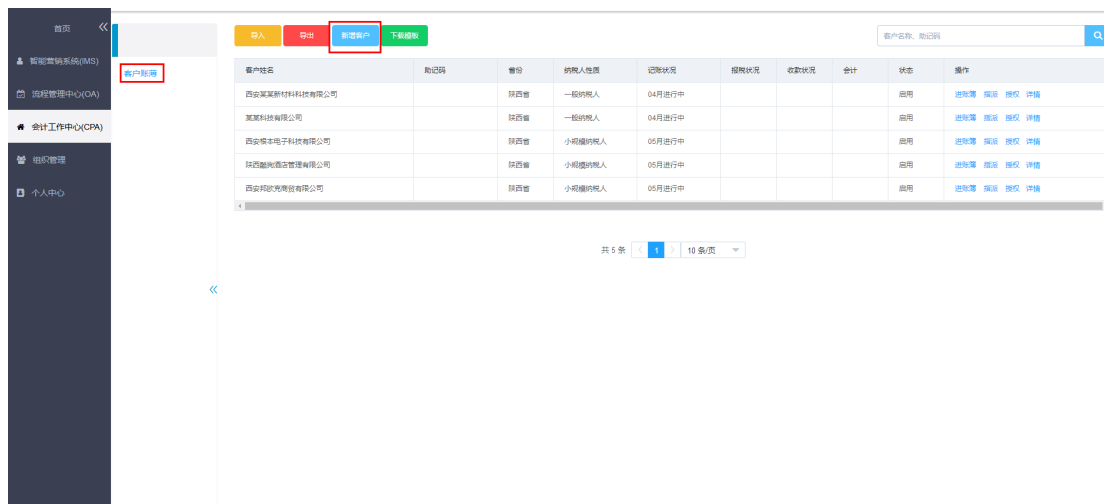 首页
智能营销系统(IMS)
流程管理中心(OA)
会计工作中心(CPA)
组织管理
个人中心
客户账簿
导入 导出 新增客户 下载模板
客户名称、助记码
客户姓名 助记码 省份 纳税人性质 记账状况 报税状况 收款状况 会计 状态 操作
西安某某新材料科技有限公司 陕西省 一般纳税人 04月进行中 启用 进账簿 指派 授权 详情
某某科技有限公司 陕西省 一般纳税人 04月进行中 启用 进账簿 指派 授权 详情
西安根本电子科技有限公司 陕西省 小规模纳税人 05月进行中 启用 进账簿 指派 授权 详情
陕西酷宛酒店管理有限公司 陕西省 小规模纳税人 05月进行中 启用 进账簿 指派 授权 详情
西安邦欧克商贸有限公司 陕西省 小规模纳税人 05月进行中 启用 进账簿 指派 授权 详情
共 5 条 1 10 条/页